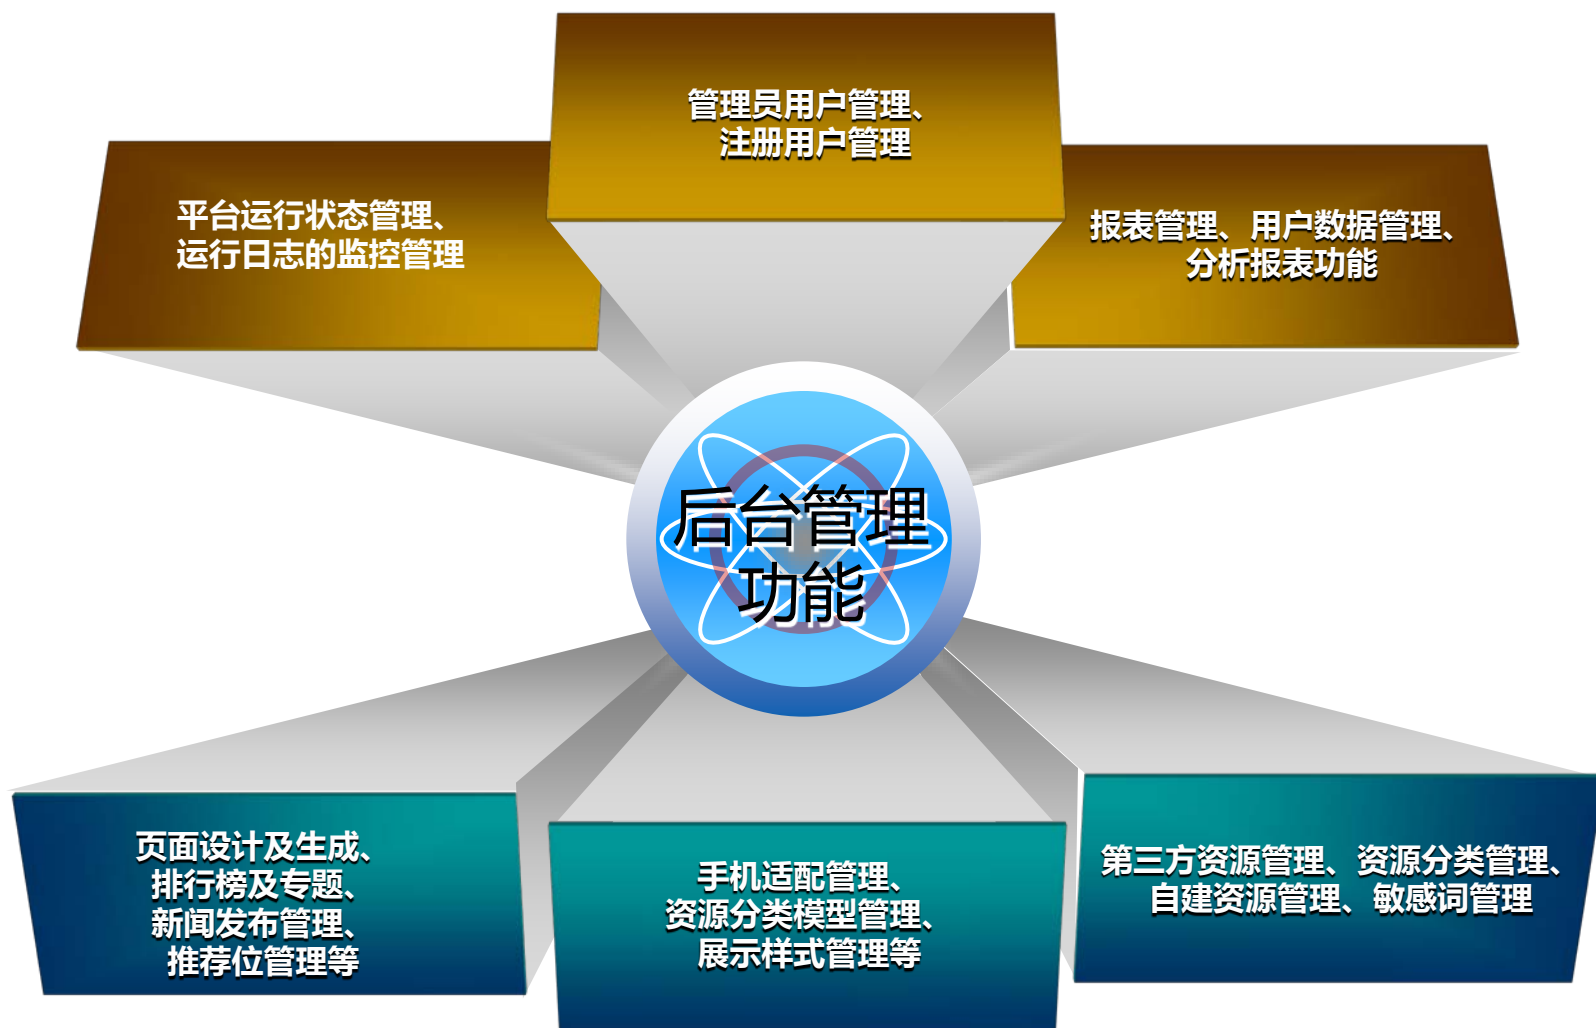 管理员用户管理、
注册用户管理
平台运行状态管理、
运行日志的监控管理
报表管理、用户数据管理、
分析报表功能
后台管理
功能
页面设计及生成、
排行榜及专题、
新闻发布管理、
推荐位管理等
手机适配管理、
资源分类模型管理、
展示样式管理等
第三方资源管理、资源分类管理、
自建资源管理、敏感词管理